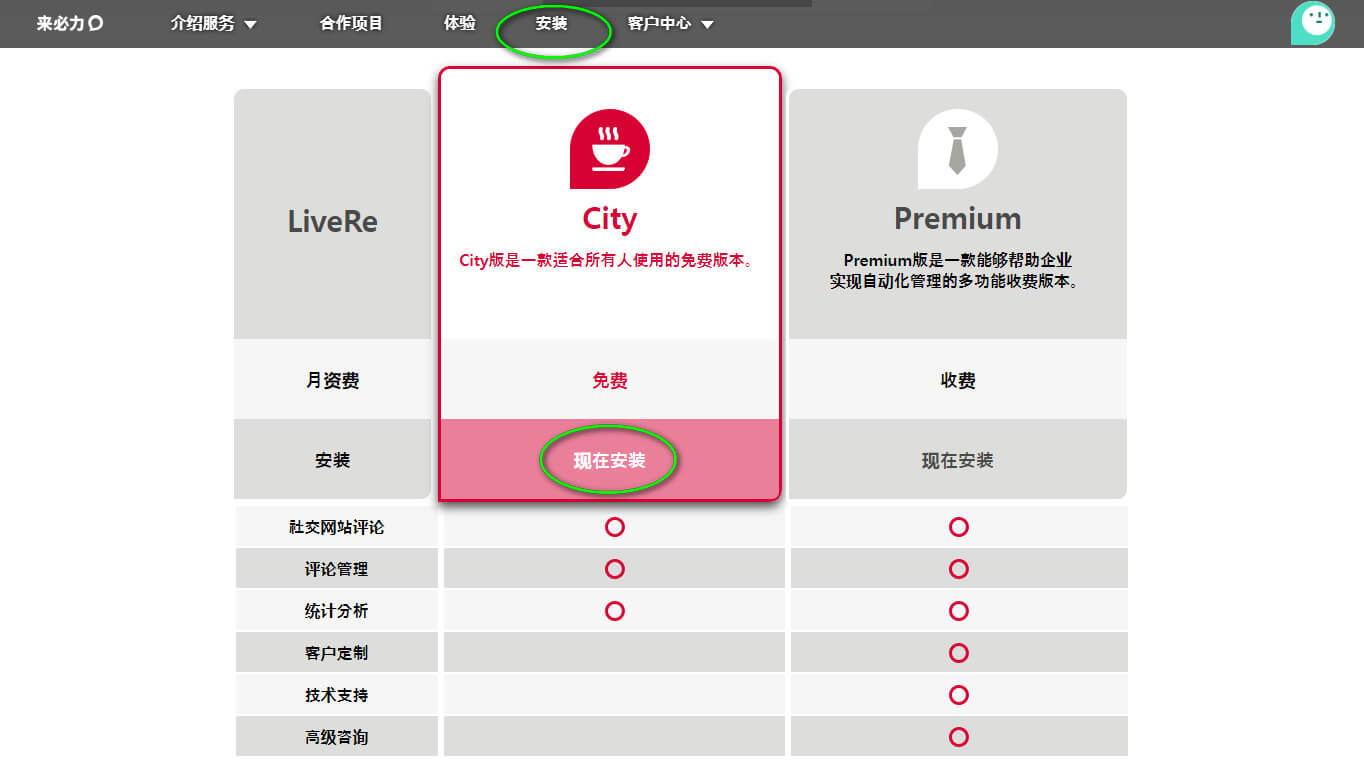 来必力
介绍服务
合作项目
体验
安装
客户中心
LiveRe
City
City版是一款适合所有人使用的免费版本。
Premium
Premium版是一款能够帮助企业
实现自动化管理的多功能收费版本。
月资费
免费
收费
安装
现在安装
现在安装
社交网站评论
评论管理
统计分析
客户定制
技术支持
高级咨询